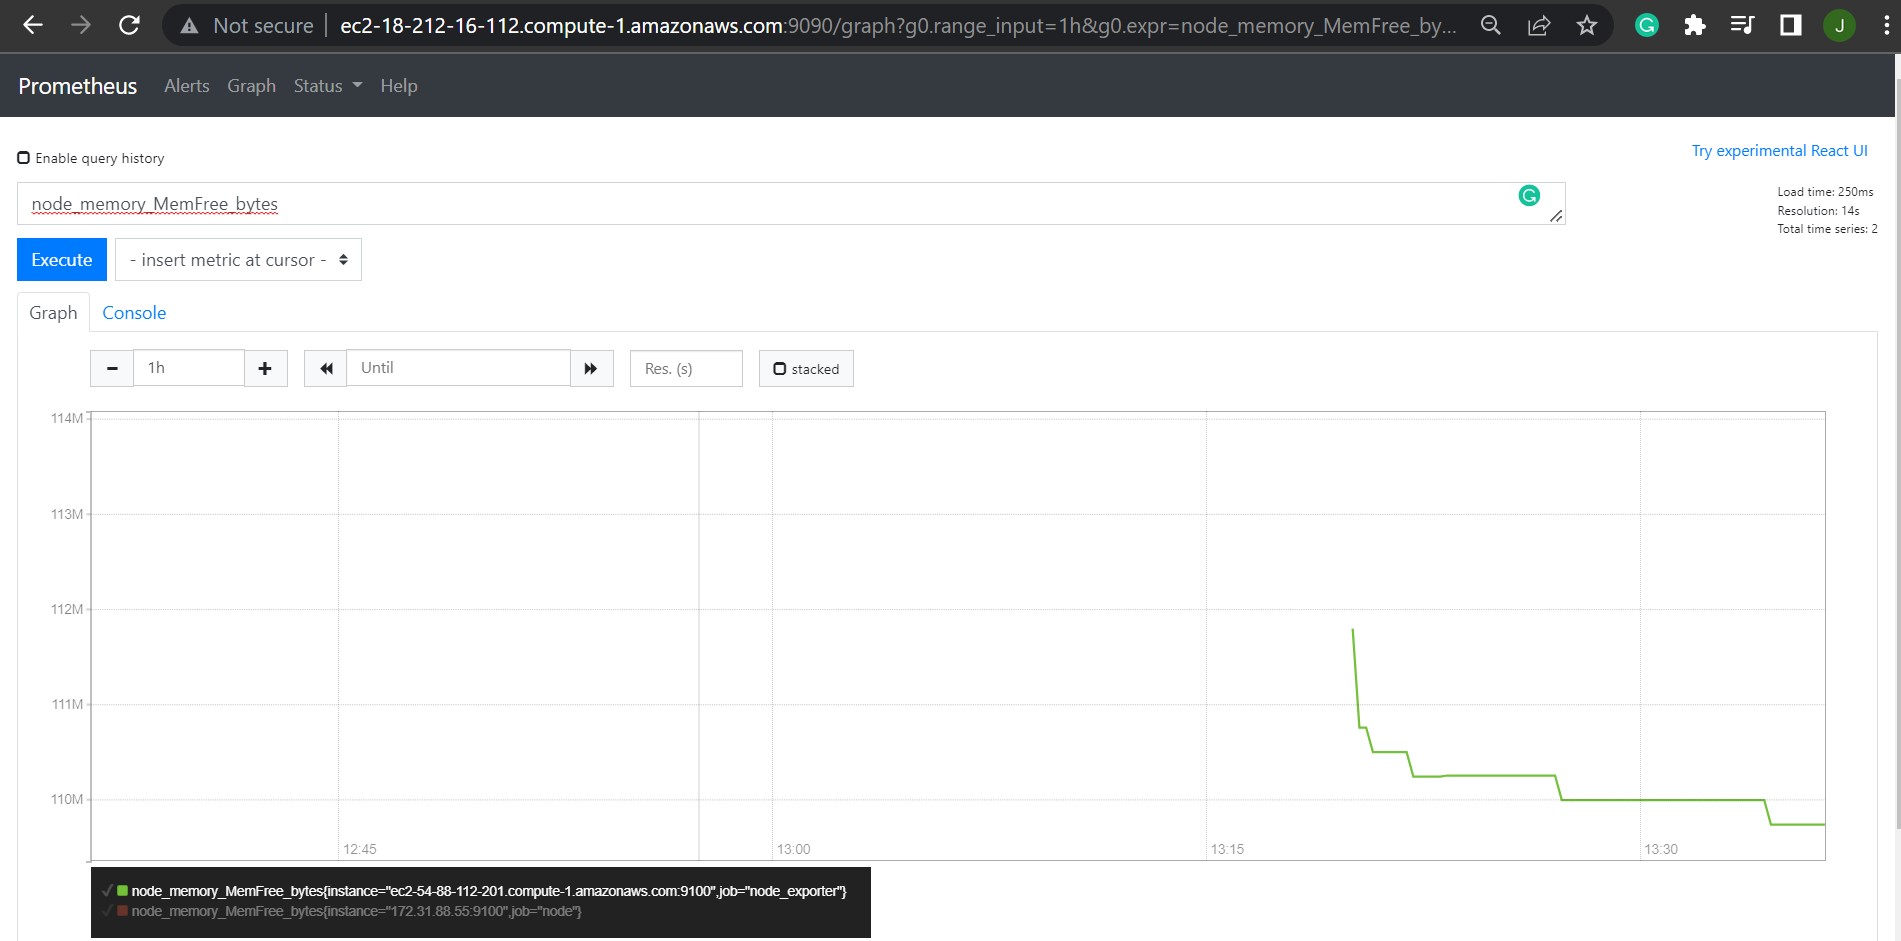 Not secure | ec2-18-212-16-112.compute-1.amazonaws.com:9090/graph?g0.range_input=1h&g0.expr=node_memory_MemFree_by...
G
J
Prometheus Alerts Graph Status Help
Enable query history
Try experimental React UI
node_memory_MemFree_bytes
G
Load time: 250ms
Resolution: 14s
Total time series: 2
Execute - insert metric at cursor -
Graph Console
- 1h + Until Res. (s) stacked
114M
113M
112M
111M
110M
12:45 13:00 13:15 13:30
node_memory_MemFree_bytes{instance="ec2-54-88-112-201.compute-1.amazonaws.com:9100",job="node_exporter"}
node_memory_MemFree_bytes{instance="172.31.88.55:9100",job="node"}